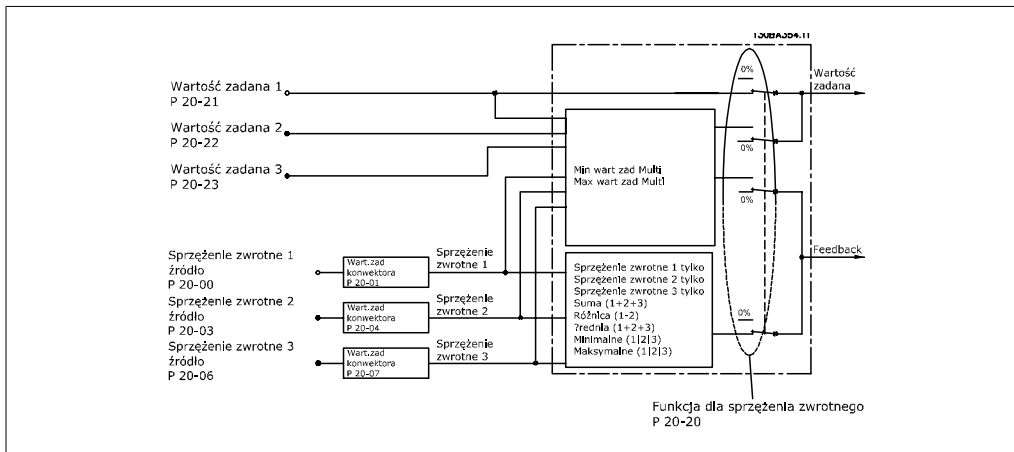 130BA354.11
0%
Wartość
zadana
Wartość zadana 1
P 20-21
Wartość zadana 2
P 20-22
0%
Wartość zadana 3
P 20-23
Min wart zad Multi
Max wart zad Multi
0%
Sprzężenie zwrotne 1
źródło
P 20-00
Wart.zad
konwektora
P 20-01
Sprzężenie
zwrotne 1
Feedback
Sprzężenie zwrotne 1 tylko
Sprzężenie zwrotne 2 tylko
Sprzężenie zwrotne 3 tylko
Suma (1+2+3)
Różnica (1-2)
?rednia (1+2+3)
Minimalne (1|2|3)
Maksymalne (1|2|3)
0%
Sprzężenie zwrotne 2
źródło
P 20-03
Wart.zad
konwektora
P 20-04
Sprzężenie
zwrotne 2
Sprzężenie zwrotne 3
źródło
P 20-06
Wart.zad
konwektora
P 20-07
Sprzężenie
zwrotne 3
Funkcja dla sprzężenia zwrotnego
P 20-20